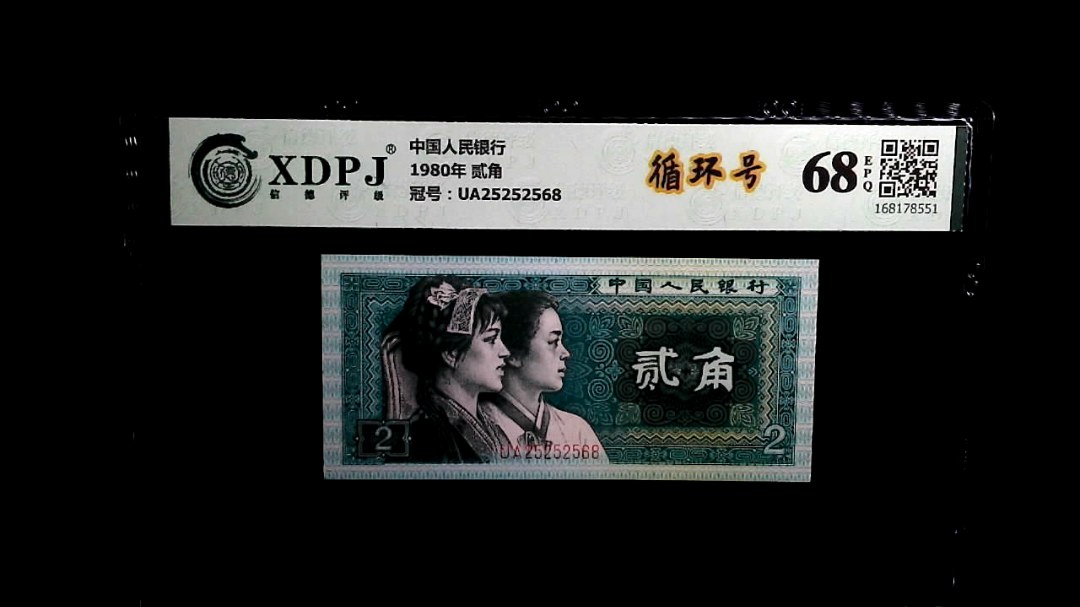 XDPJ®
信德评级
中国人民银行
1980年 贰角
冠号：UA25252568
循环号
68
EPQ
168178551
中国人民银行
贰角
2
2
UA25252568